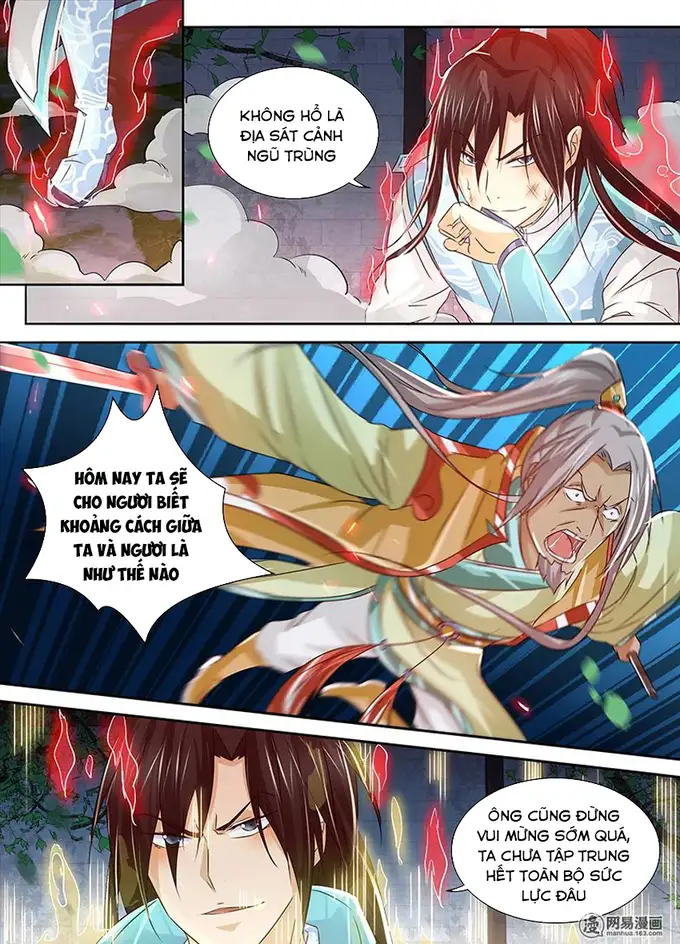 KHÔNG HỔ LÀ
ĐỊA SÁT CẢNH
NGŨ TRÙNG
HÔM NAY TA SẼ
CHO NGƯƠI BIẾT
KHOẢNG CÁCH GIỮA
TA VÀ NGƯƠI LÀ
NHƯ THẾ NÀO
ÔNG CŨNG ĐỪNG
VUI MỪNG SỚM QUÁ,
TA CHƯA TẬP TRUNG
HẾT TOÀN BỘ SỨC
LỰC ĐÂU
漫 网易漫画
manhua.163.com